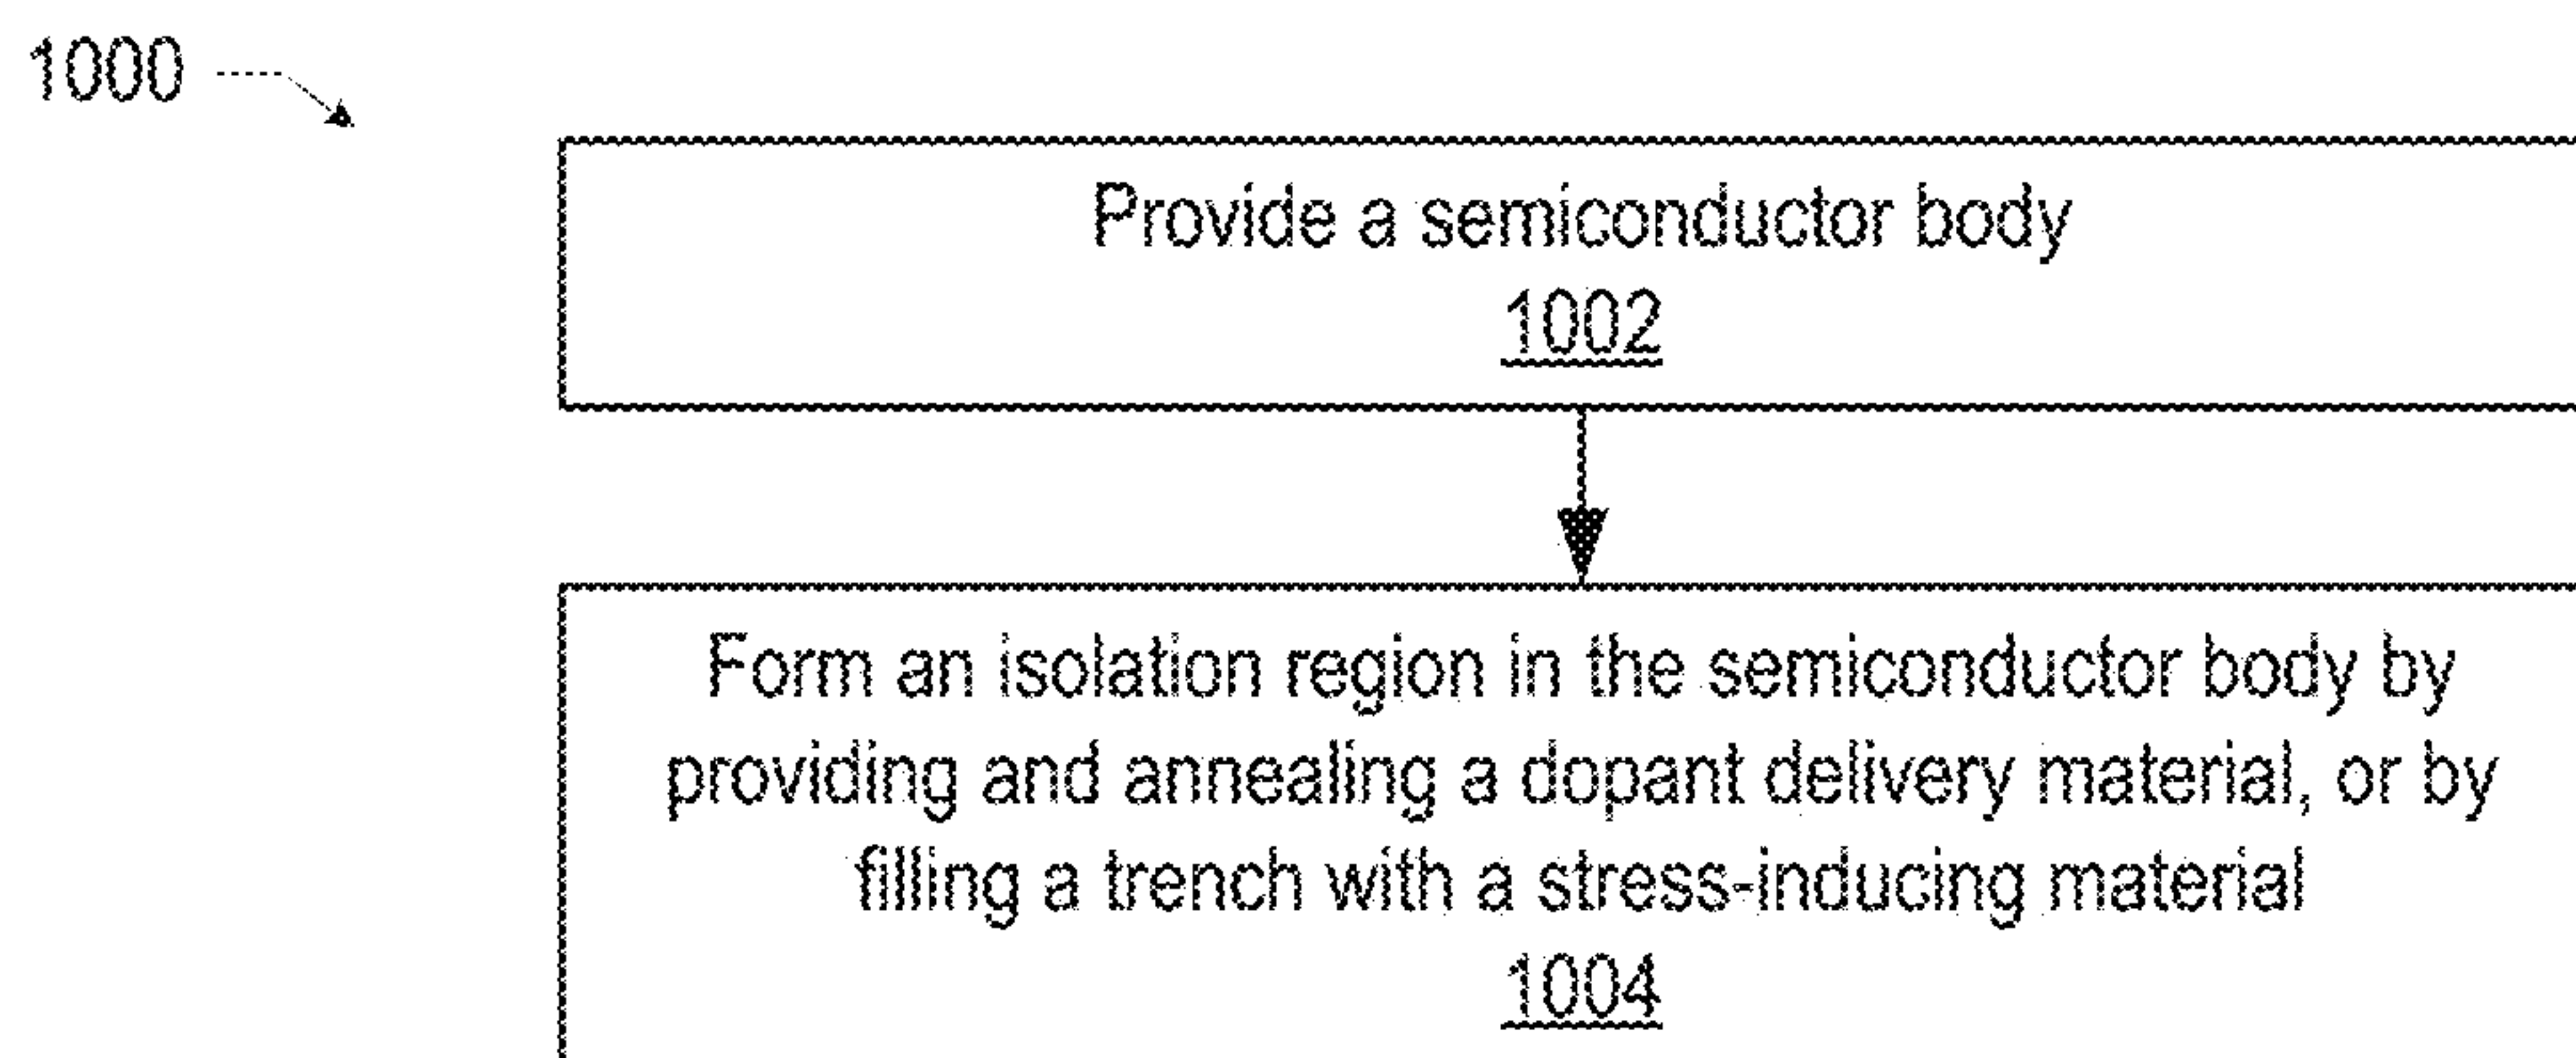 1000
Provide a semiconductor body
1002
Form an isolation region in the semiconductor body by
providing and annealing a dopant delivery material, or by
filling a trench with a stress-inducing material
1004